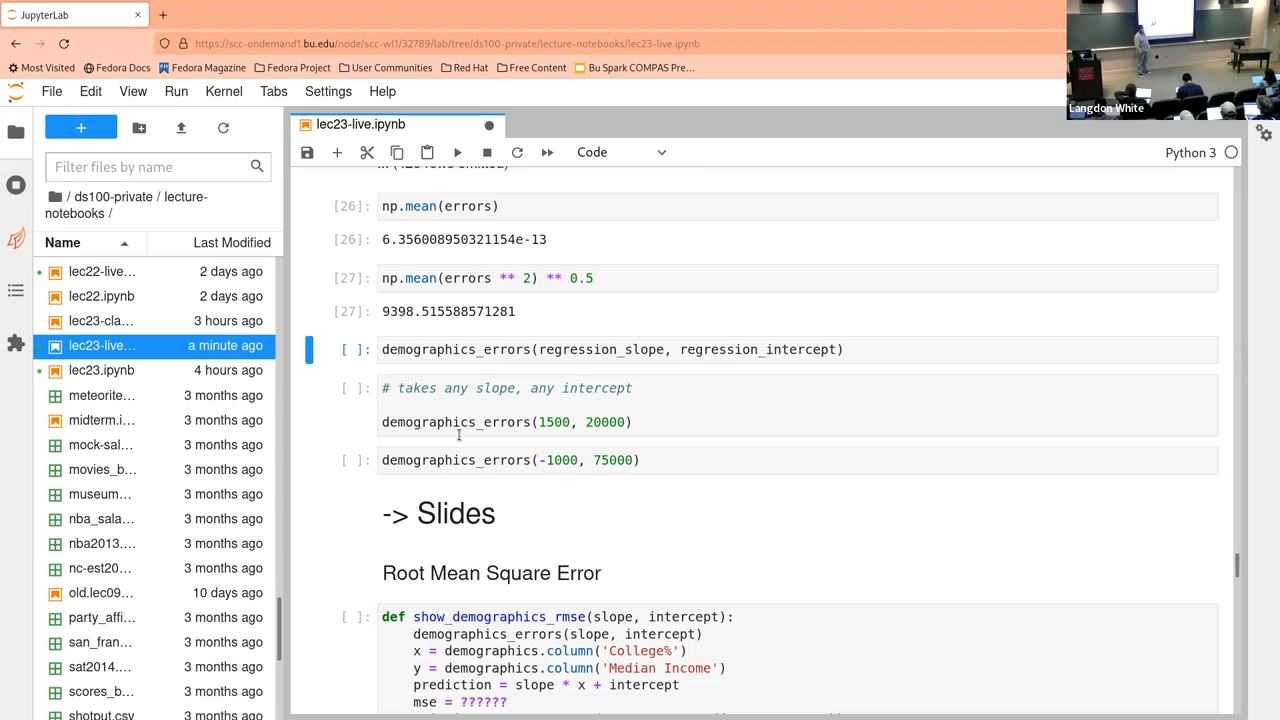 JupyterLab
https://scc-ondemand1.bu.edu/node/scc-wl1/32789/lab/tree/ds100-private/lecture-notebooks/lec23-live.ipynb
Most Visited Fedora Docs Fedora Magazine Fedora Project User Communities Red Hat Free Content Bu Spark COMPAS Pre…
Langdon White
File Edit View Run Kernel Tabs Settings Help
lec23-live.ipynb
Code
Python 3
Filter files by name
/ ds100-private / lecture-
notebooks /
Name Last Modified
lec22-live… 2 days ago
lec22.ipynb 2 days ago
lec23-cla… 3 hours ago
lec23-live… a minute ago
lec23.ipynb 4 hours ago
meteorite… 3 months ago
midterm.i… 3 months ago
mock-sal… 3 months ago
movies_b… 3 months ago
museum… 3 months ago
nba_sala… 3 months ago
nba2013.… 3 months ago
nc-est20… 3 months ago
old.lec09… 10 days ago
party_affi… 3 months ago
san_fran… 3 months ago
sat2014.… 3 months ago
scores_b… 3 months ago
shotput.csv 3 months ago
[26]: np.mean(errors)
[26]: 6.356008950321154e-13
[27]: np.mean(errors ** 2) ** 0.5
[27]: 9398.515588571281
[ ]: demographics_errors(regression_slope, regression_intercept)
[ ]: # takes any slope, any intercept
demographics_errors(1500, 20000)
[ ]: demographics_errors(-1000, 75000)
-> Slides
Root Mean Square Error
[ ]: def show_demographics_rmse(slope, intercept):
demographics_errors(slope, intercept)
x = demographics.column('College%')
y = demographics.column('Median Income')
prediction = slope * x + intercept
mse = ??????